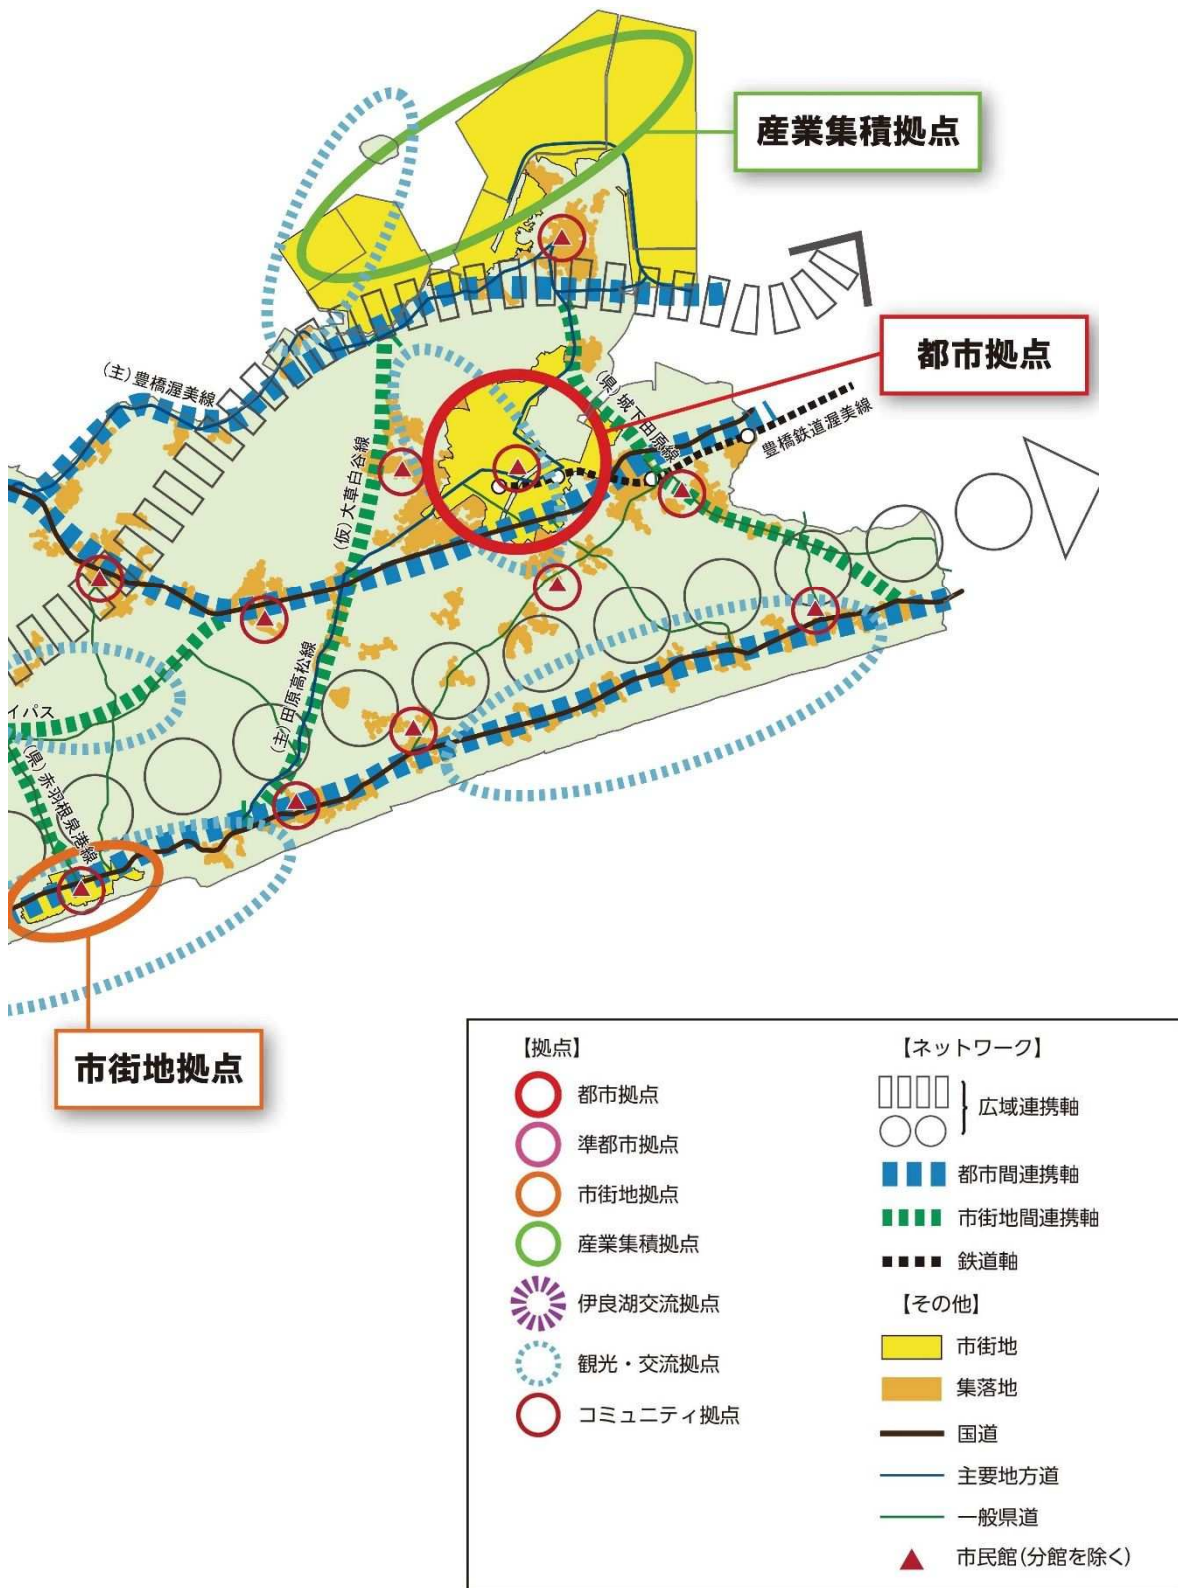 産業集積拠点
都市拠点
(主)豊橋渥美線
(県)城下田原線
豊橋鉄道渥美線
(仮)大草白谷線
(主)田原高松線
イパス
(県)赤羽根泉港線
市街地拠点
【拠点】
都市拠点
準都市拠点
市街地拠点
産業集積拠点
伊良湖交流拠点
観光・交流拠点
コミュニティ拠点
【ネットワーク】
広域連携軸
都市間連携軸
市街地間連携軸
鉄道軸
【その他】
市街地
集落地
国道
主要地方道
一般県道
市民館(分館を除く)